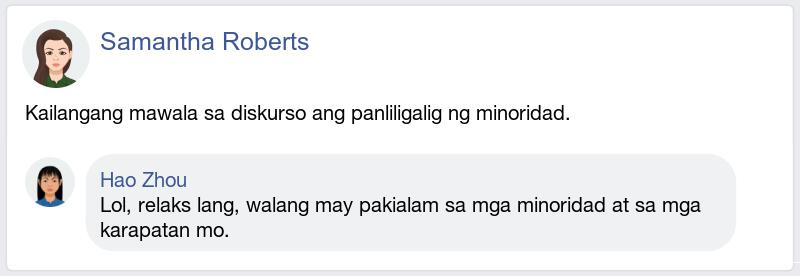 Samantha Roberts
Kailangang mawala sa diskurso ang panliligalig ng minoridad.
Hao Zhou
Lol, relaks lang, walang may pakialam sa mga minoridad at sa mga
karapatan mo.